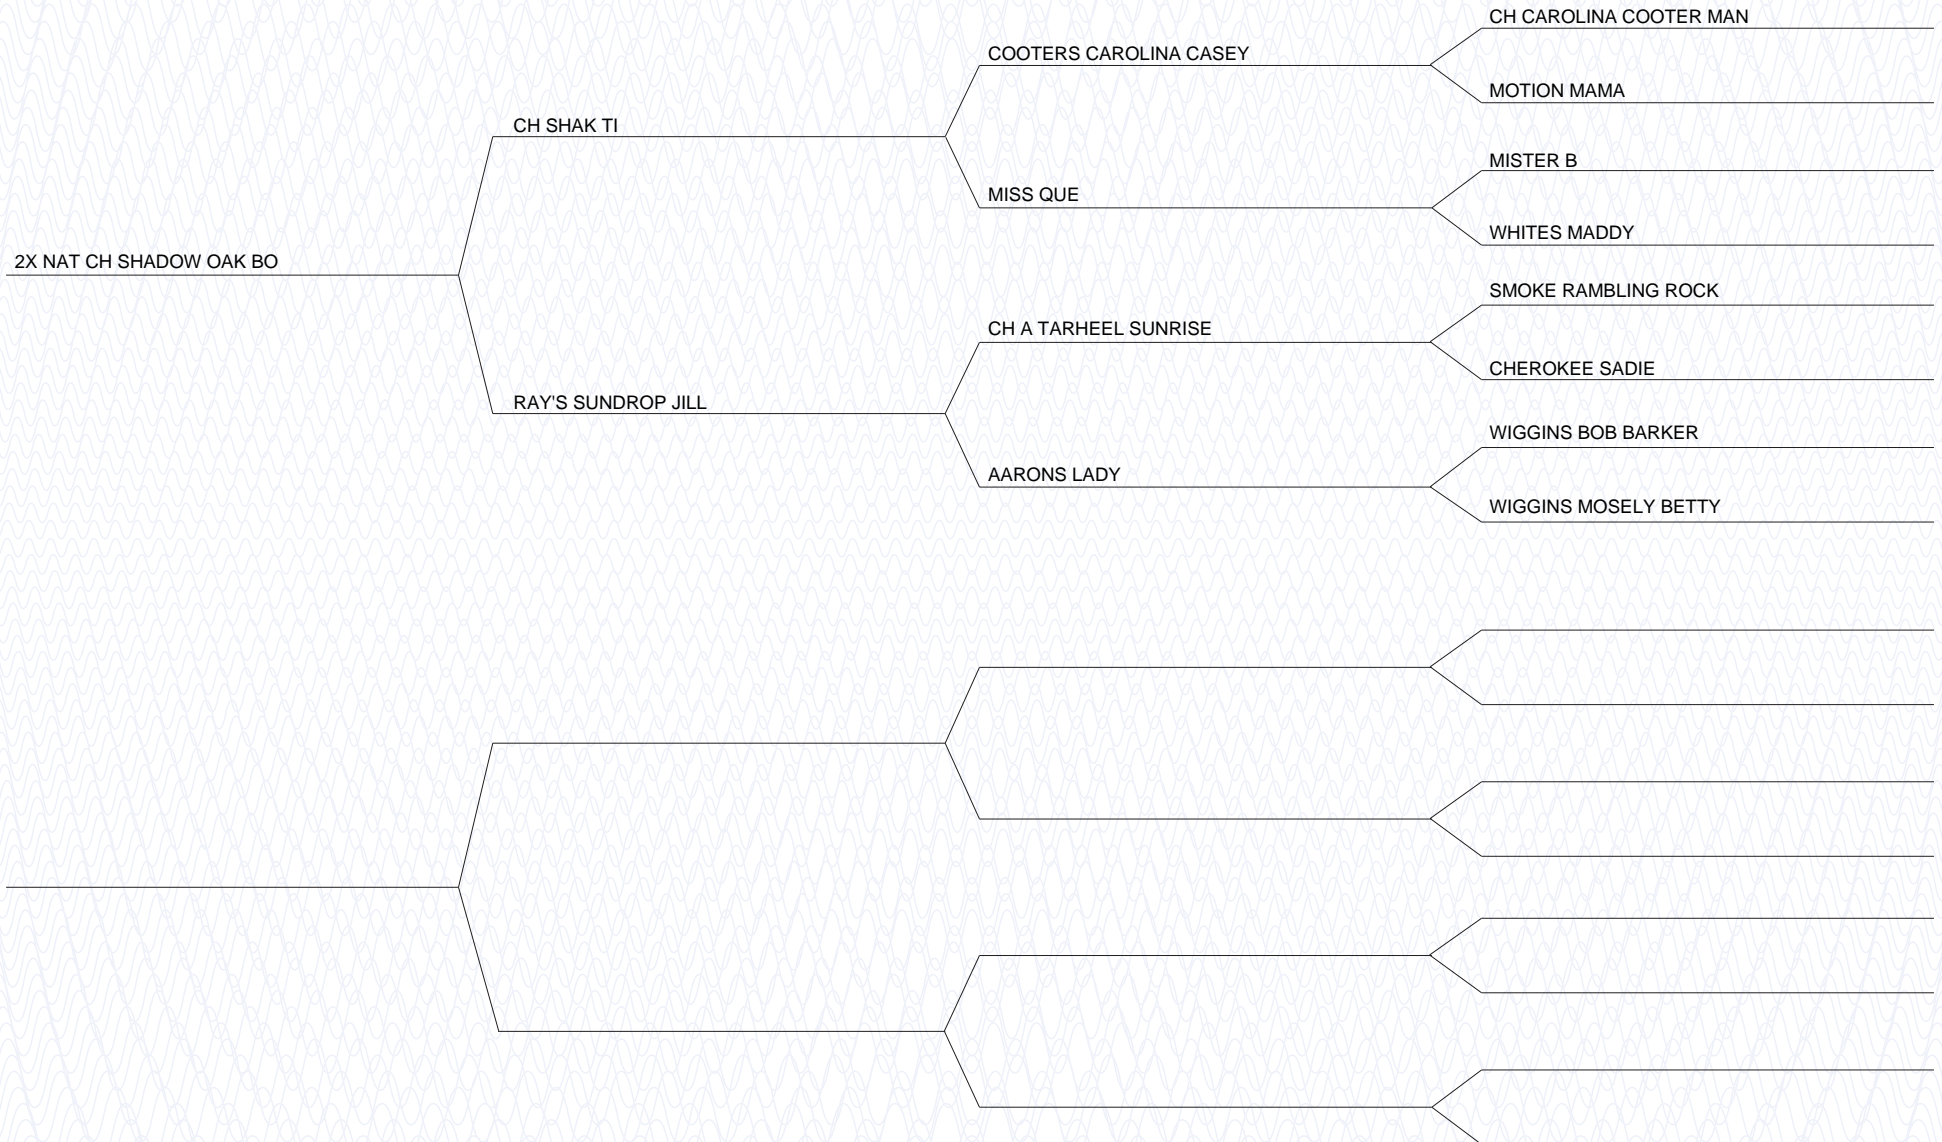 CH CAROLINA COOTER MAN
COOTERS CAROLINA CASEY
MOTION MAMA
CH SHAK TI
MISTER B
MISS QUE
WHITES MADDY
2X NAT CH SHADOW OAK BO
SMOKE RAMBLING ROCK
CH A TARHEEL SUNRISE
CHEROKEE SADIE
RAY'S SUNDROP JILL
WIGGINS BOB BARKER
AARONS LADY
WIGGINS MOSELY BETTY